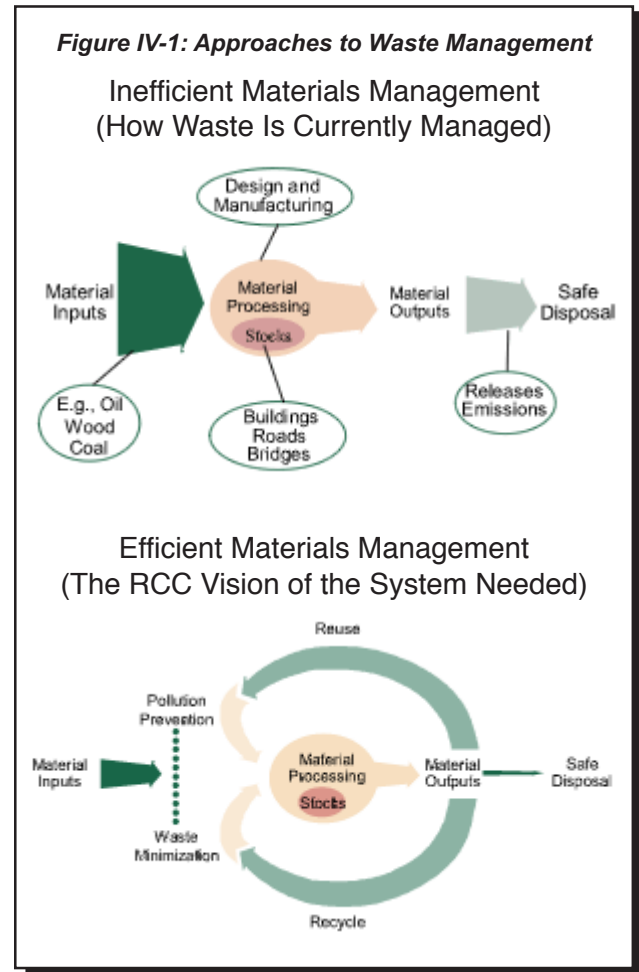 Figure IV-1: Approaches to Waste Management
Inefficient Materials Management
(How Waste Is Currently Managed)
Design and
Manufacturing
Material
Inputs
Material
Processing
Stocks
Material
Outputs
Safe
Disposal
E.g., Oil
Wood
Coal
Buildings
Roads
Bridges
Releases
Emissions
Efficient Materials Management
(The RCC Vision of the System Needed)
Reuse
Pollution
Prevention
Material
Inputs
Material
Processing
Stocks
Material
Outputs
Safe
Disposal
Waste
Minimization
Recycle